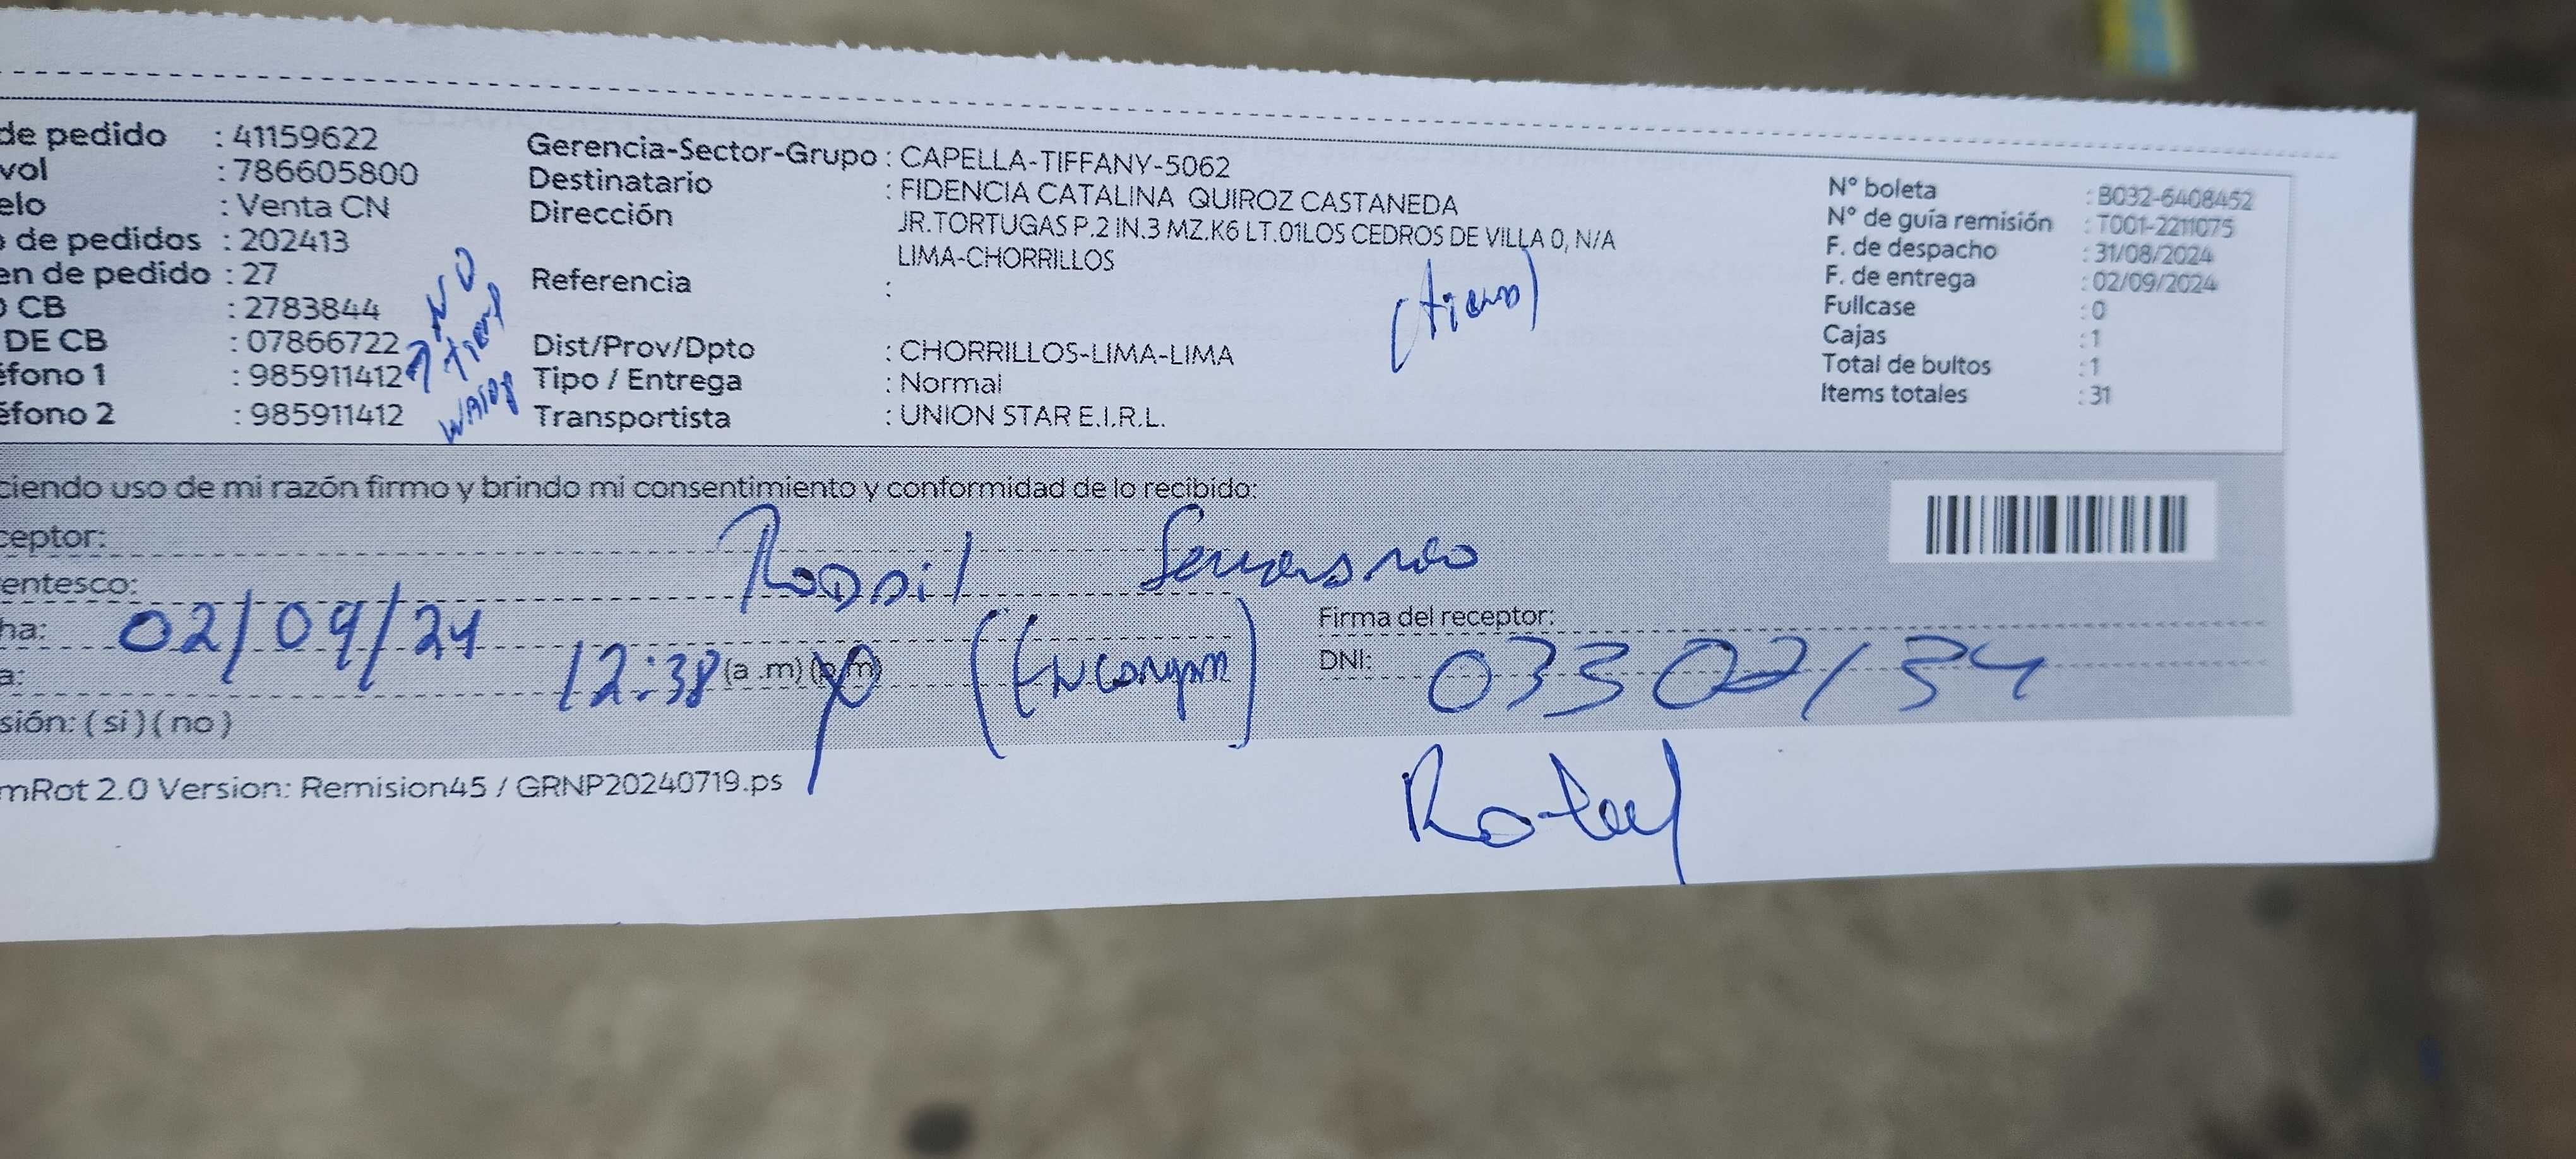 de pedido : 41159622
vol : 786605800
elo : Venta CN
o de pedidos : 202413
en de pedido : 27
O CB : 2783844
DE CB : 07866722
éfono 1 : 985911412
éfono 2 : 985911412
NO
Gerencia-Sector-Grupo : CAPELLA-TIFFANY-5062
Destinatario : FIDENCIA CATALINA QUIROZ CASTANEDA
Dirección JR.TORTUGAS P.2 IN.3 MZ.K6 LT.01LOS CEDROS DE VILLA 0, N/A
LIMA-CHORRILLOS
Referencia :
Dist/Prov/Dpto : CHORRILLOS-LIMA-LIMA
Tipo / Entrega : Normal
Transportista : UNION STAR E.I.R.L.
N° boleta : B032-6408452
N° de guía remisión : T001-2211075
F. de despacho : 31/08/2024
F. de entrega : 02/09/2024
Fullcase : 0
Cajas : 1
Total de bultos : 1
Items totales : 31
ciendo uso de mi razón firmo y brindo mi consentimiento y conformidad de lo recibido:
ceptor:
entesco:
ha: 02/09/24
a: 12:38 (a .m) (p.m)
Firma del receptor:
DNI:
sión: ( si ) ( no )
mRot 2.0 Version: Remision45 / GRNP20240719.ps